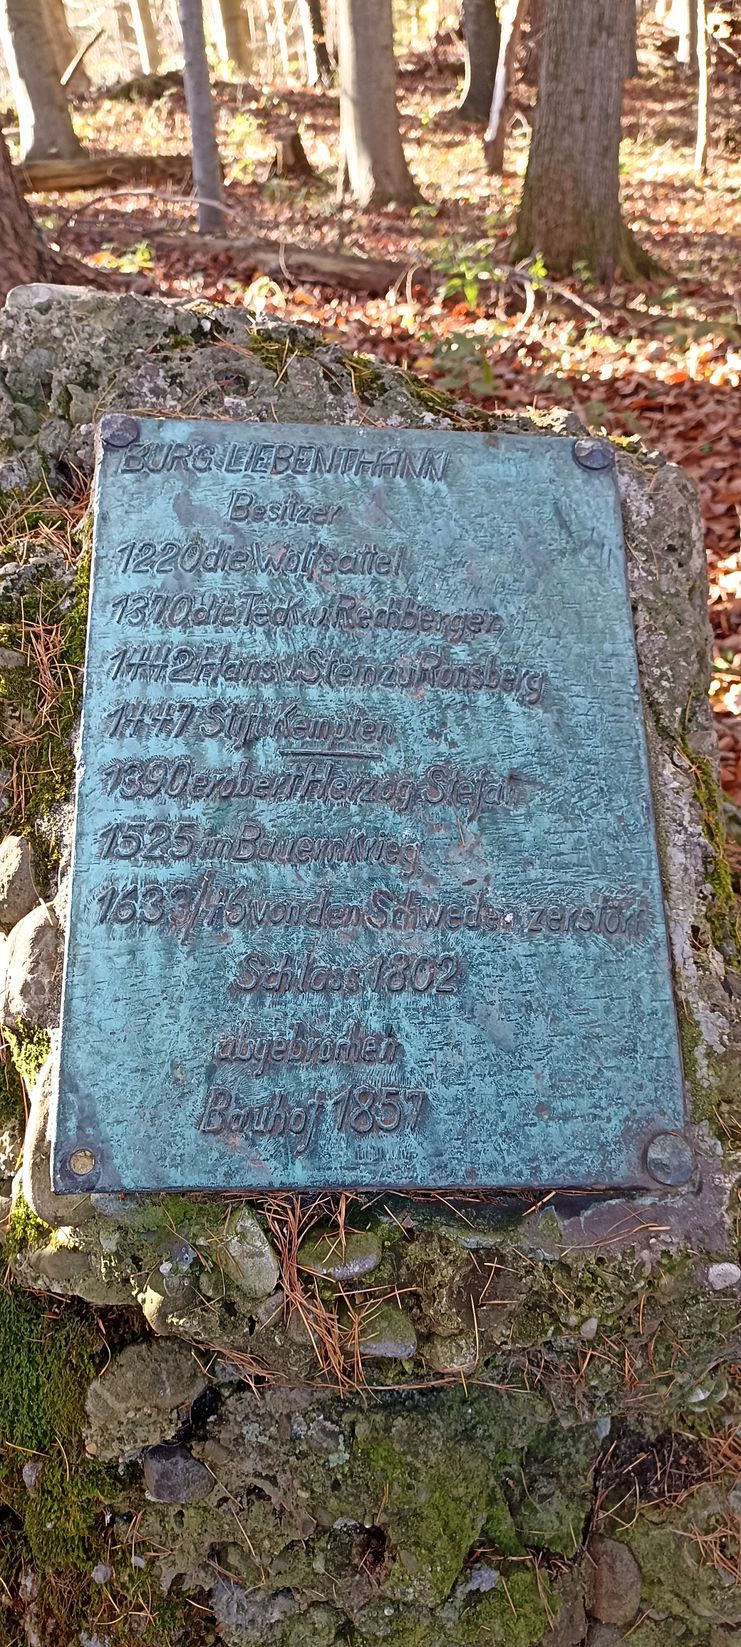 BURG LIEBENTHANN
Besitzer
1220 die Wolfsattel
1370 die Teck u. Rechberger
1442 Hans v. Stein zu Ronsberg
1447 Stift Kempten
1390 erobert Herzog Stefan
1525 im Bauernkrieg
1633/46 von den Schweden zerstört
Schloss 1802
abgebrochen
Bauhof 1857